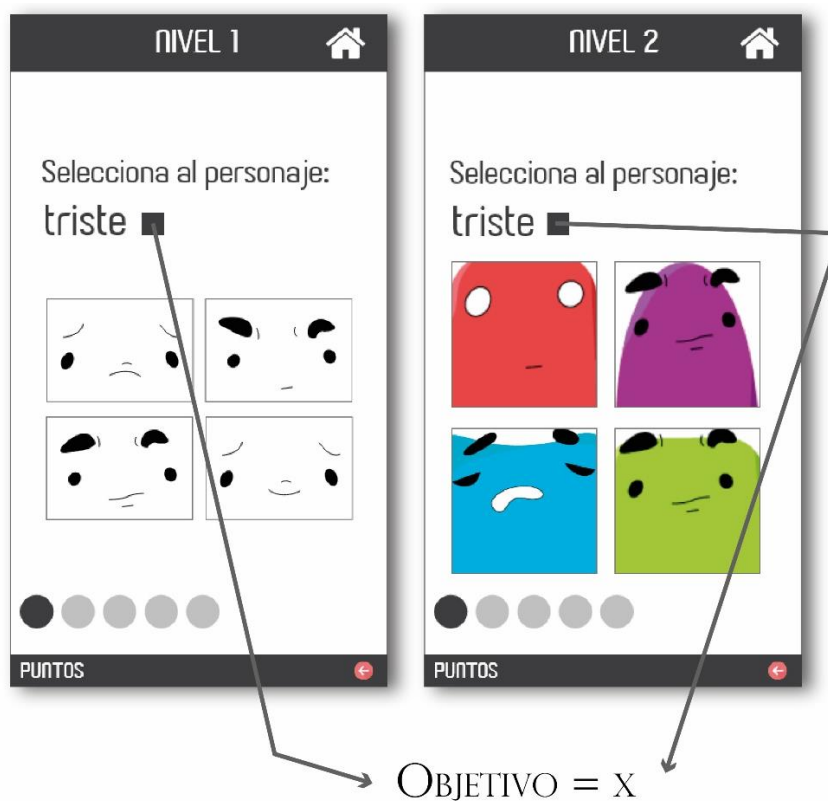 NIVEL 1
Selecciona al personaje:
triste
PUNTOS
NIVEL 2
Selecciona al personaje:
triste
PUNTOS
OBJETIVO = X